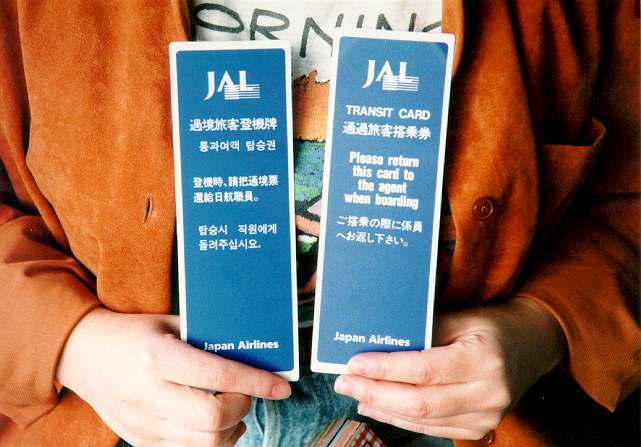 ORNING
JAL
過境旅客登機牌
통과여객 탑승권
登機時、請把通境票
還給日航職員。
탑승시 직원에게
돌려주십시요.
Japan Airlines
JAL
TRANSIT CARD
通過旅客搭乗券
Please return
this card to
the agent
when boarding
ご搭乗の際に係員
へお返し下さい。
Japan Airlines